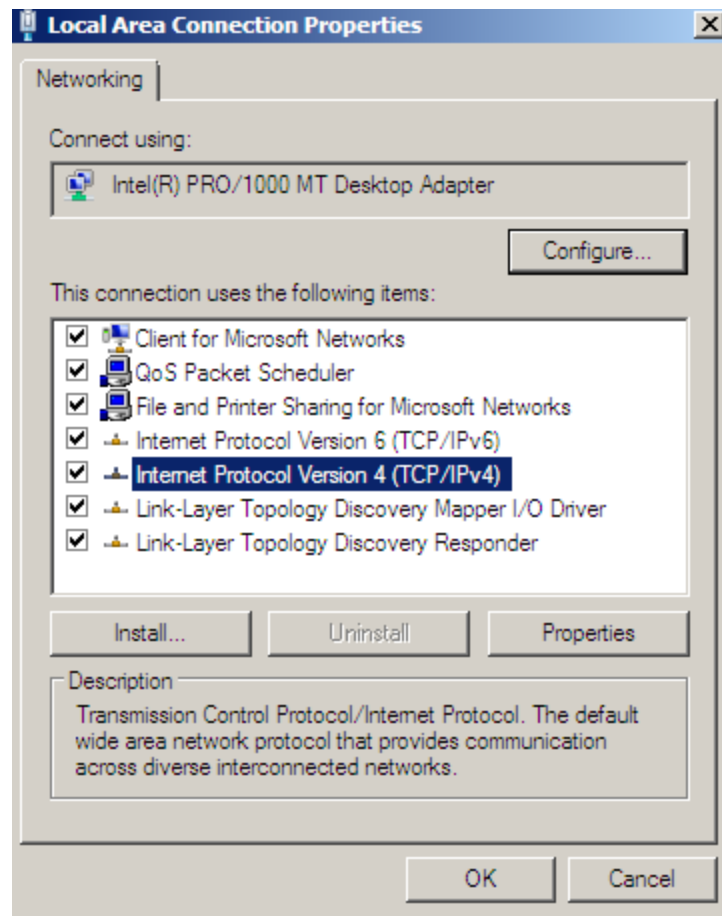 Local Area Connection Properties
Networking
Connect using:
Intel(R) PRO/1000 MT Desktop Adapter
Configure...
This connection uses the following items:
Client for Microsoft Networks
QoS Packet Scheduler
File and Printer Sharing for Microsoft Networks
Internet Protocol Version 6 (TCP/IPv6)
Internet Protocol Version 4 (TCP/IPv4)
Link-Layer Topology Discovery Mapper I/O Driver
Link-Layer Topology Discovery Responder
Install... Uninstall Properties
Description
Transmission Control Protocol/Internet Protocol. The default
wide area network protocol that provides communication
across diverse interconnected networks.
OK Cancel